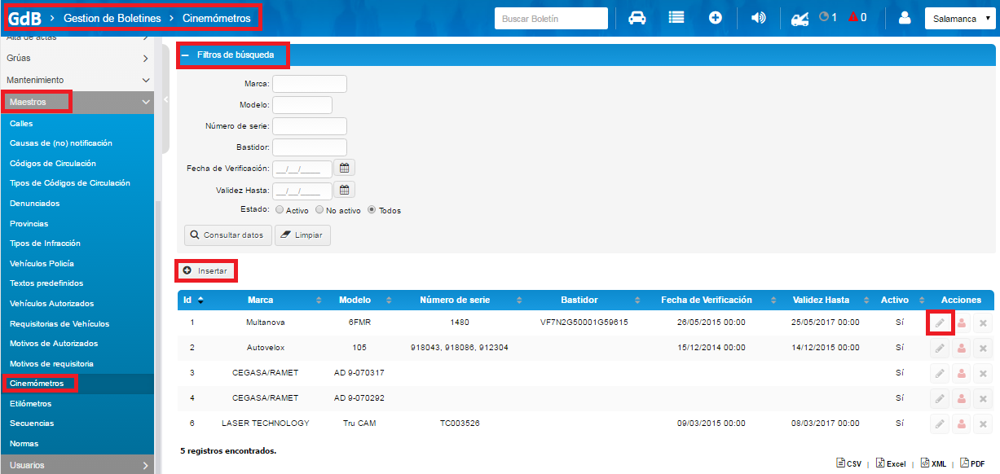 GdB > Gestion de Boletines > Cinemómetros
Buscar Boletín
1
0
Salamanca
Alta de actas
Grúas
Mantenimiento
Maestros
Calles
Causas de (no) notificación
Códigos de Circulación
Tipos de Códigos de Circulación
Denunciados
Provincias
Tipos de Infracción
Vehículos Policía
Textos predefinidos
Vehículos Autorizados
Requisitorias de Vehículos
Motivos de Autorizados
Motivos de requisitoria
Cinemómetros
Etilómetros
Secuencias
Normas
Usuarios
Filtros de búsqueda
Marca:
Modelo:
Número de serie:
Bastidor:
Fecha de Verificación: __/__/____
Validez Hasta: __/__/____
Estado: Activo No activo Todos
Consultar datos Limpiar
Insertar
Id Marca Modelo Número de serie Bastidor Fecha de Verificación Validez Hasta Activo Acciones
1 Multanova 6FMR 1480 VF7N2G50001G59615 26/05/2015 00:00 25/05/2017 00:00 Sí
2 Autovelox 105 918043, 918086, 912304 15/12/2014 00:00 14/12/2015 00:00 Sí
3 CEGASA/RAMET AD 9-070317 Sí
4 CEGASA/RAMET AD 9-070292 Sí
6 LASER TECHNOLOGY Tru CAM TC003526 09/03/2015 00:00 08/03/2017 00:00 Sí
5 registros encontrados.
CSV | Excel | XML | PDF